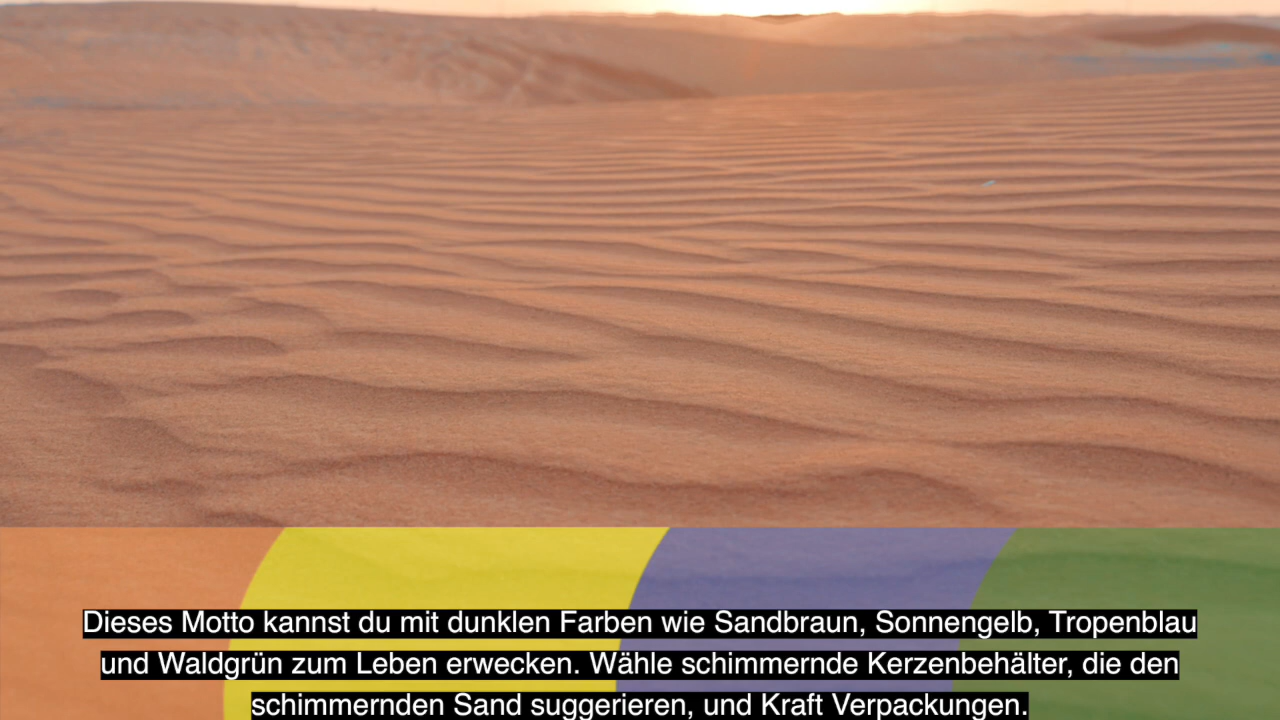 Dieses Motto kannst du mit dunklen Farben wie Sandbraun, Sonnengelb, Tropenblau
und Waldgrün zum Leben erwecken. Wähle schimmernde Kerzenbehälter, die den
schimmernden Sand suggerieren, und Kraft Verpackungen.